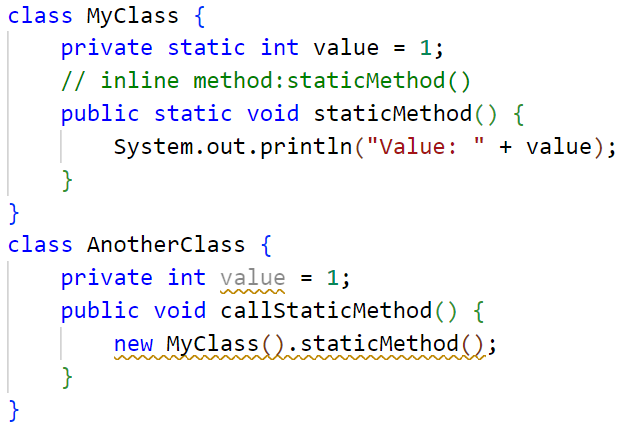 class MyClass {
    private static int value = 1;
    // inline method:staticMethod()
    public static void staticMethod() {
        System.out.println("Value: " + value);
    }
}
class AnotherClass {
    private int value = 1;
    public void callStaticMethod() {
        new MyClass().staticMethod();
    }
}